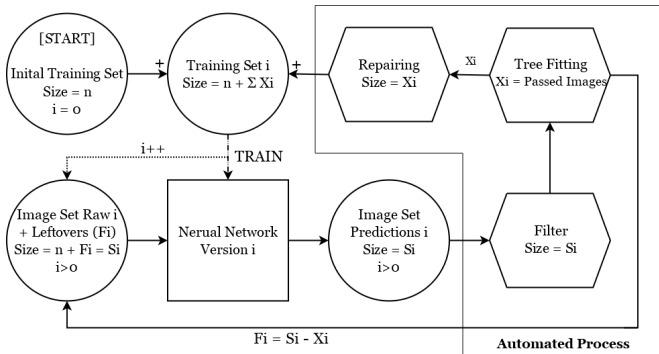 [START]
Inital Training Set
Size = n
i = 0
+
Training Set i
Size = n + Σ Xi
+
Repairing
Size = Xi
Xi
Tree Fitting
Xi = Passed Images
i++
TRAIN
Image Set Raw i
+ Leftovers (Fi)
Size = n + Fi = Si
i>0
Nerual Network
Version i
Image Set
Predictions i
Size = Si
i>0
Filter
Size = Si
Fi = Si - Xi
Automated Process